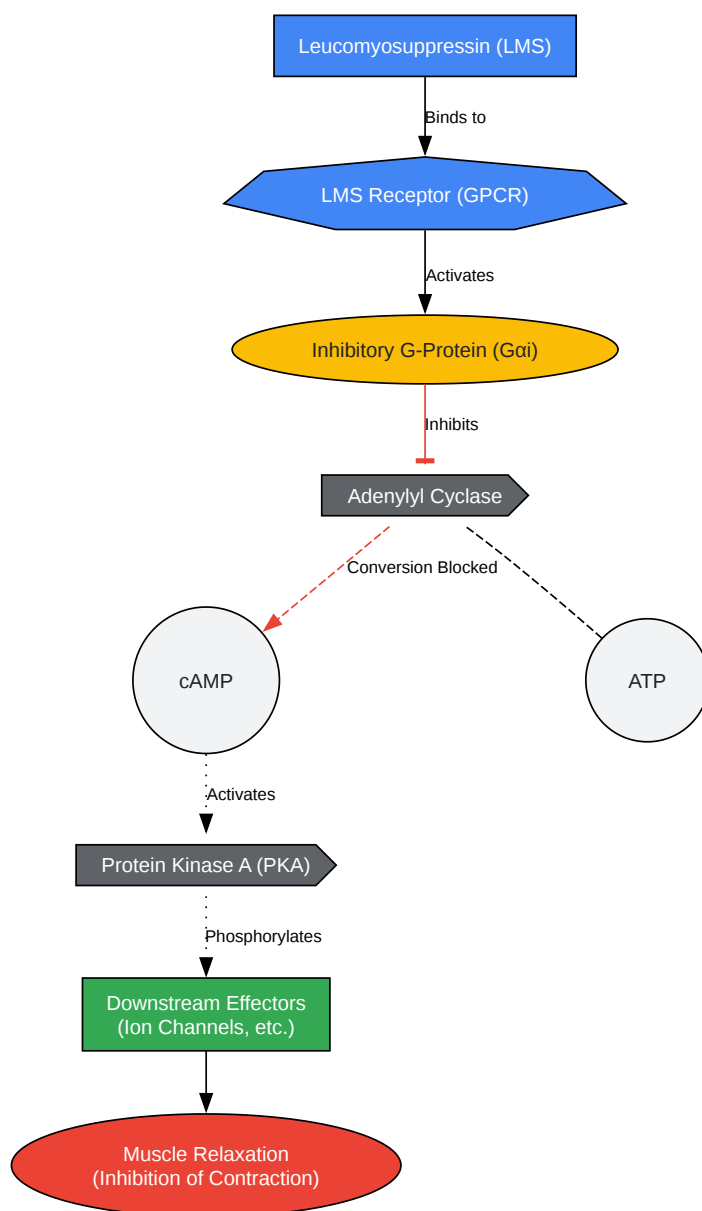 Leucomyosuppressin (LMS)
Binds to
LMS Receptor (GPCR)
Activates
Inhibitory G-Protein (Gαi)
Inhibits
Adenylyl Cyclase
Conversion Blocked
cAMP
ATP
Activates
Protein Kinase A (PKA)
Phosphorylates
Downstream Effectors
(Ion Channels, etc.)
Muscle Relaxation
(Inhibition of Contraction)